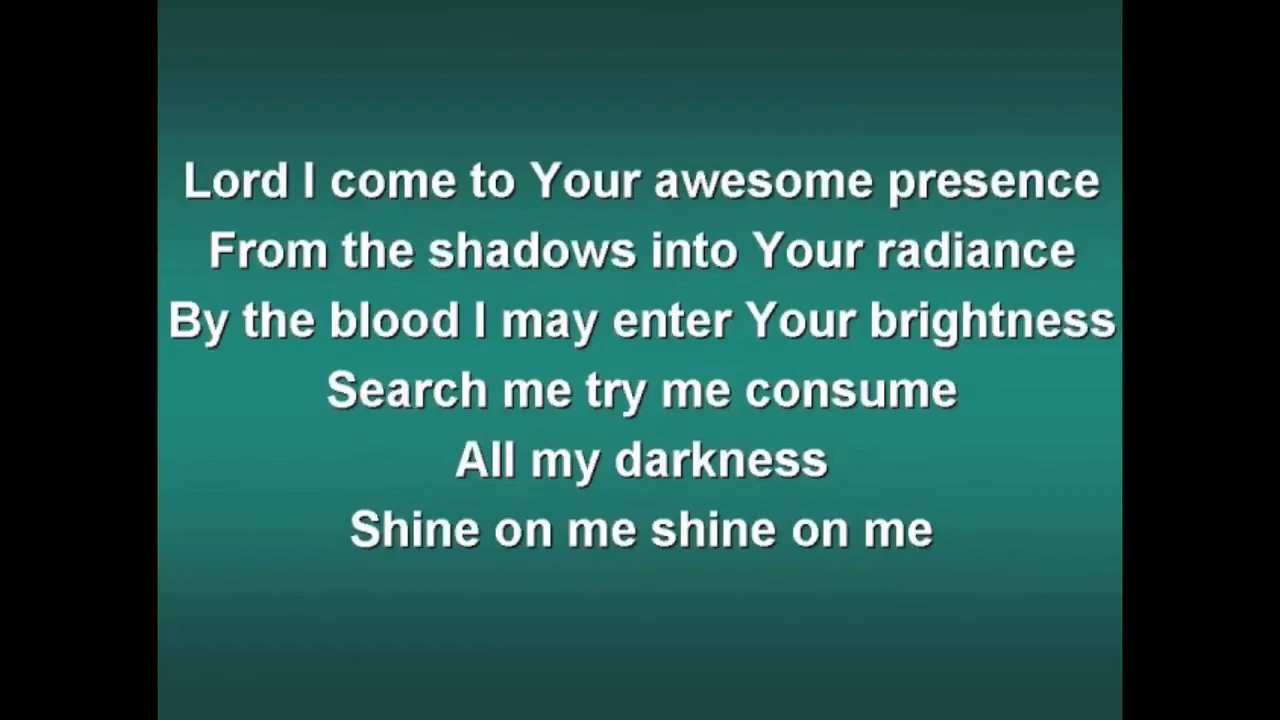 Lord I come to Your awesome presence
From the shadows into Your radiance
By the blood I may enter Your brightness
Search me try me consume
All my darkness
Shine on me shine on me